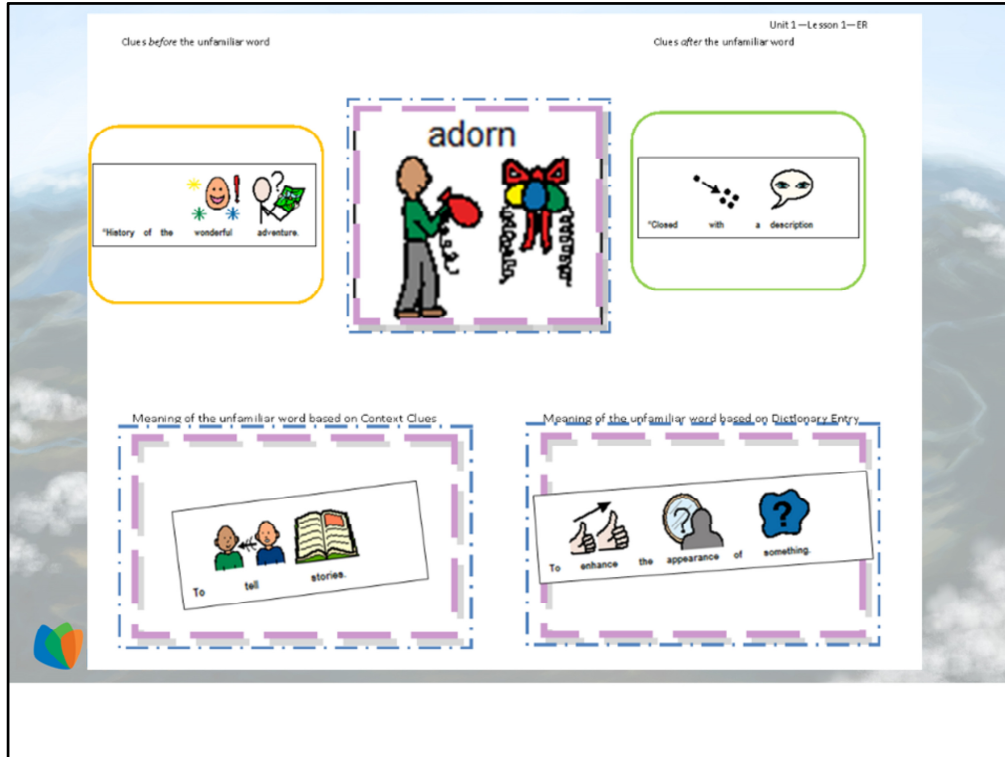 Unit 1—Lesson 1—ER
Clues before the unfamiliar word
Clues after the unfamiliar word
adorn
"History of the wonderful adventure.
"Closed with a description
Meaning of the unfamiliar word based on Context Clues
Meaning of the unfamiliar word based on Dictionary Entry
To tell stories.
To enhance the appearance of something.